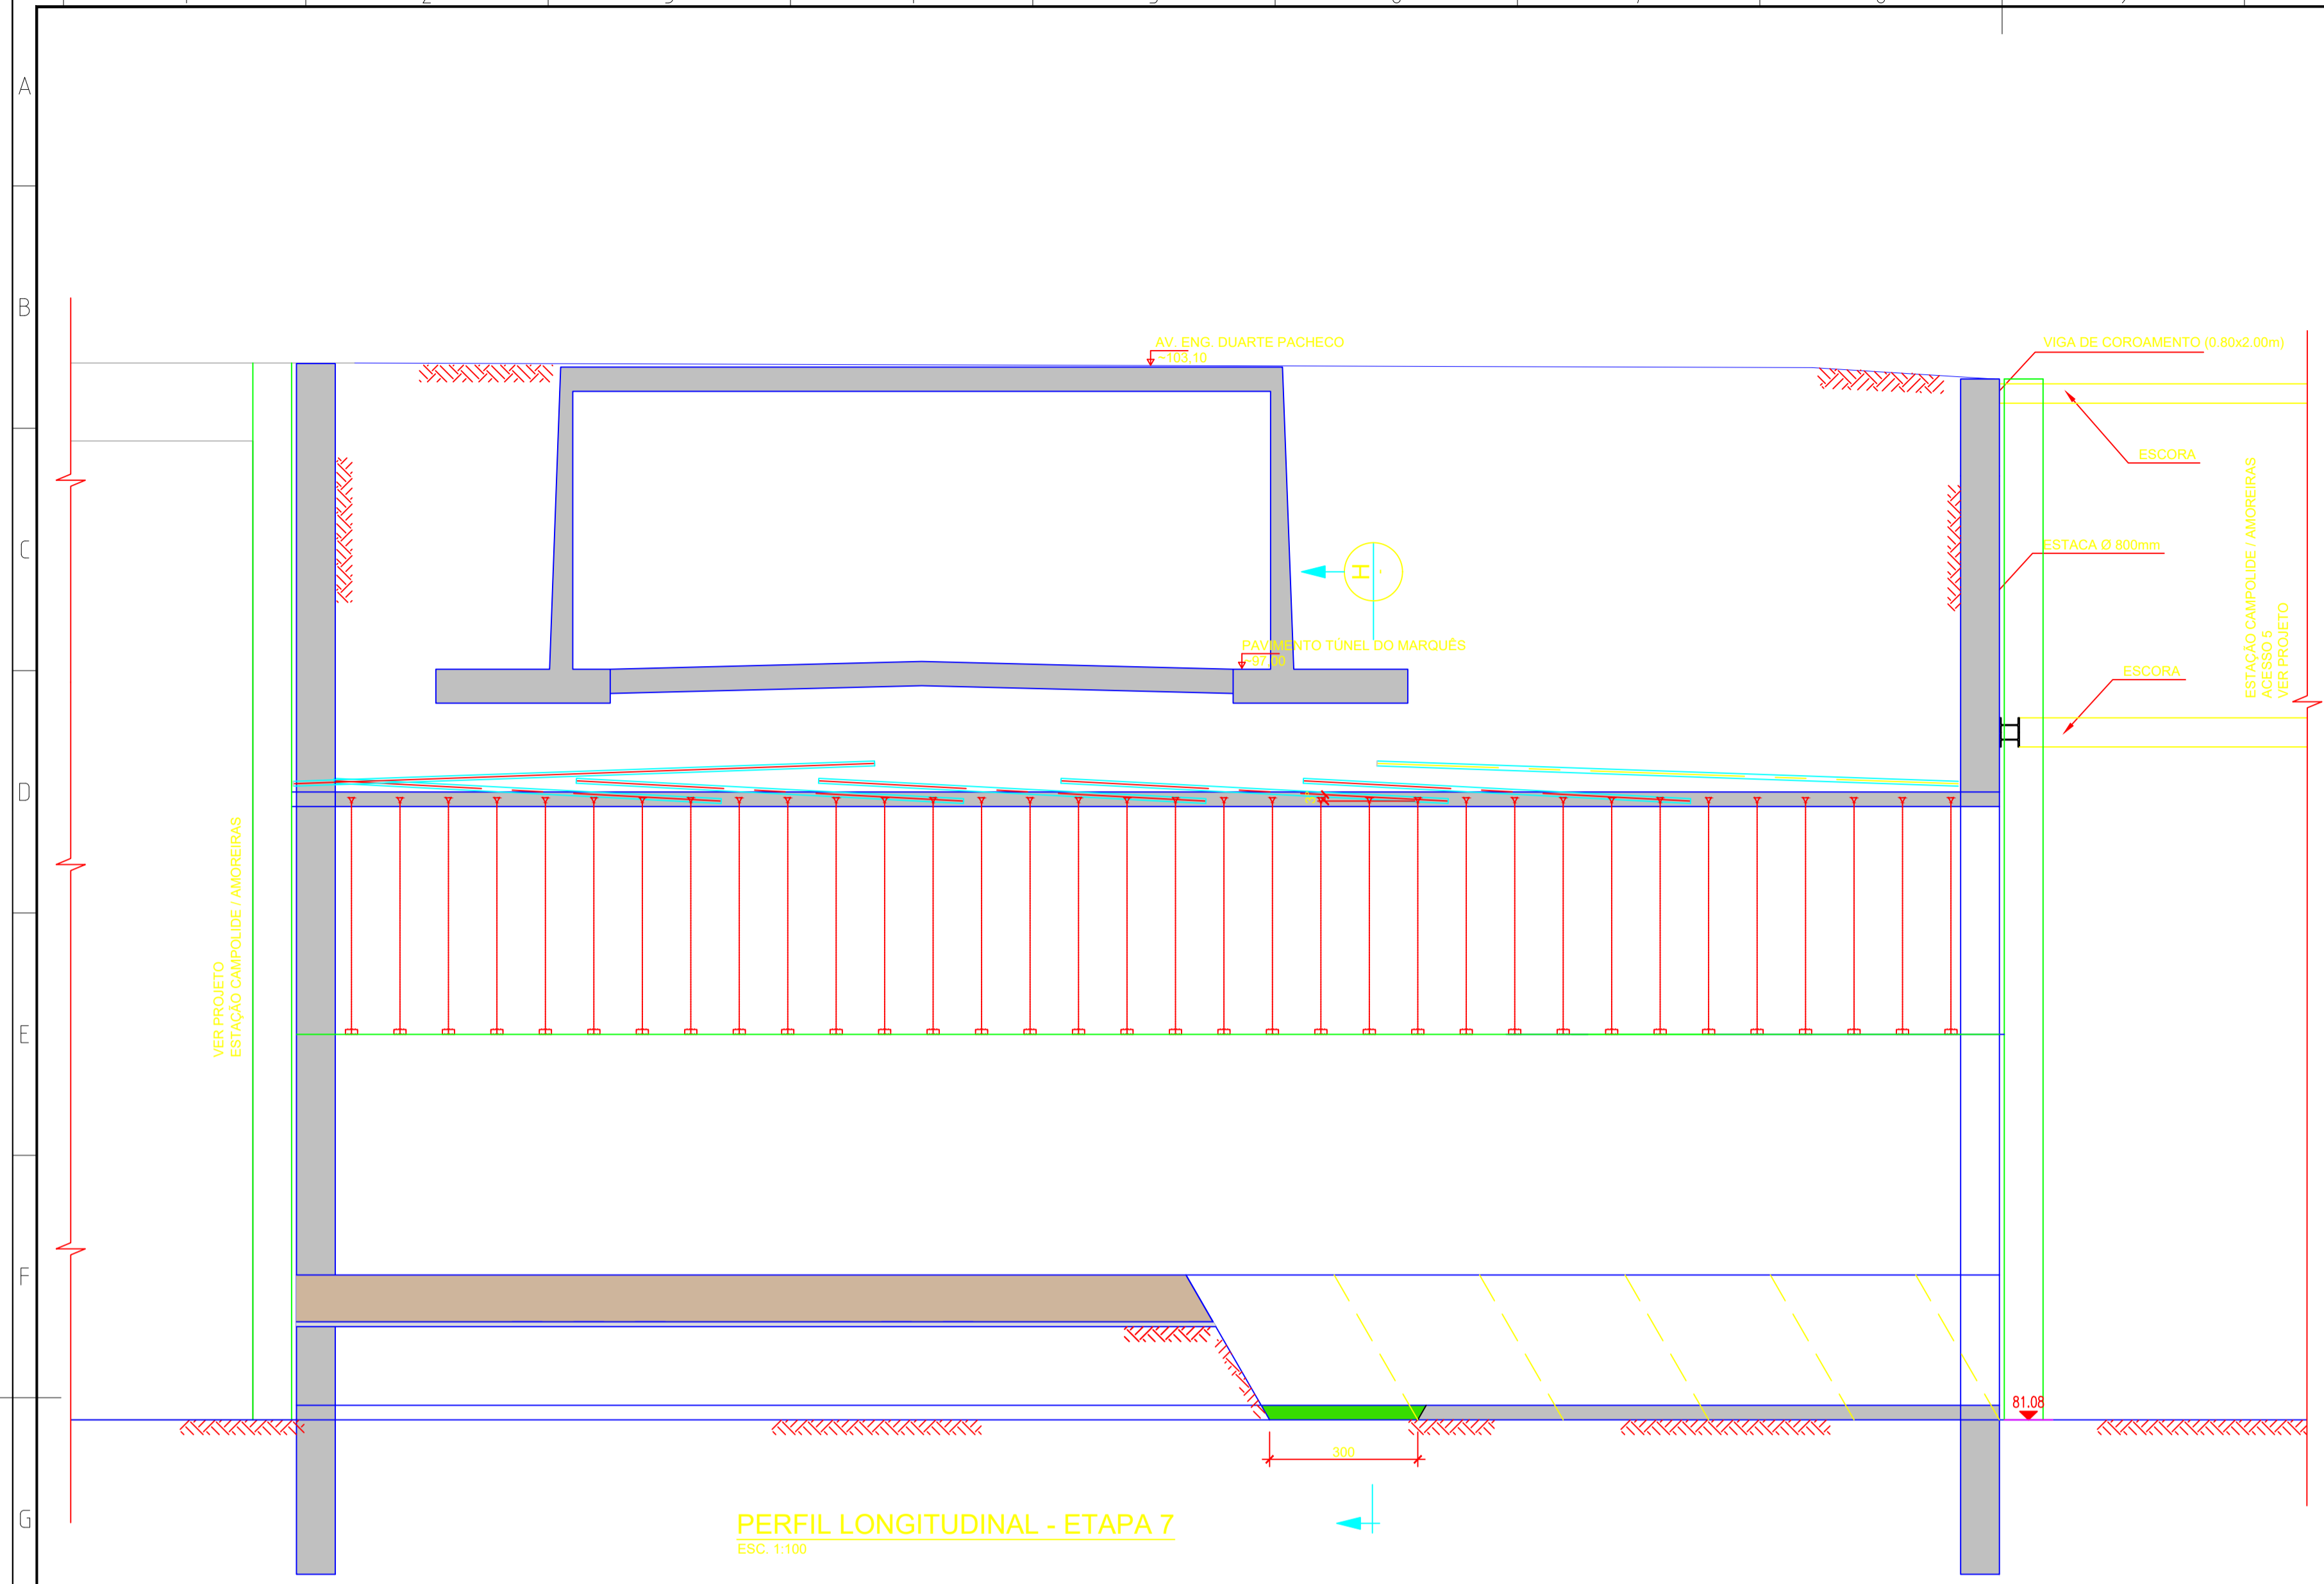 A
B
AV. ENG. DUARTE PACHECO
~103,10
VIGA DE COROAMENTO (0.80x2.00m)
ESCORA
C
ESTACA Ø 800mm
H
-
PAVIMENTO TÚNEL DO MARQUÊS
~97,00
ESTAÇÃO CAMPOLIDE / AMOREIRAS
ACESSO 5
VER PROJETO
ESCORA
D
VER PROJETO
ESTAÇÃO CAMPOLIDE / AMOREIRAS
E
F
81.08
300
G
PERFIL LONGITUDINAL - ETAPA 7
ESC. 1:100